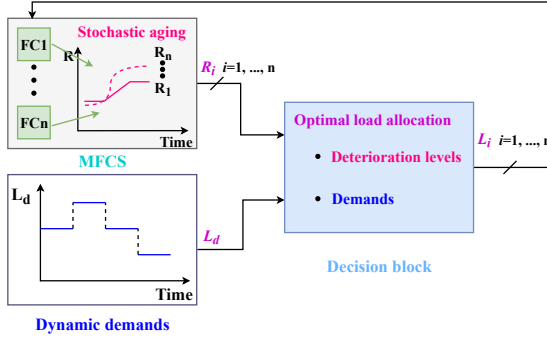 Stochastic aging
FC1
FCn
R
Rn
R1
Time
MFCS
Ri i=1, ..., n
Ld
Time
Dynamic demands
Ld
Optimal load allocation
• Deterioration levels
• Demands
Decision block
Li i=1, ..., n